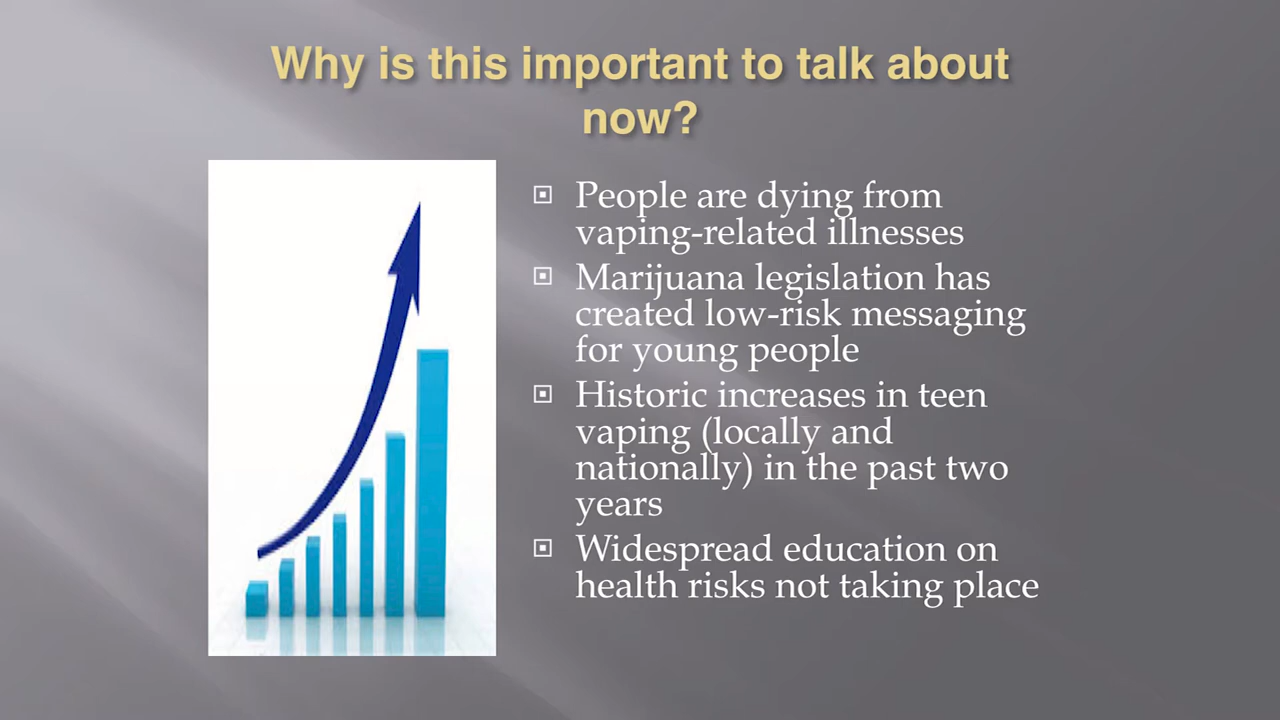 Why is this important to talk about
now?
People are dying from
vaping-related illnesses
Marijuana legislation has
created low-risk messaging
for young people
Historic increases in teen
vaping (locally and
nationally) in the past two
years
Widespread education on
health risks not taking place